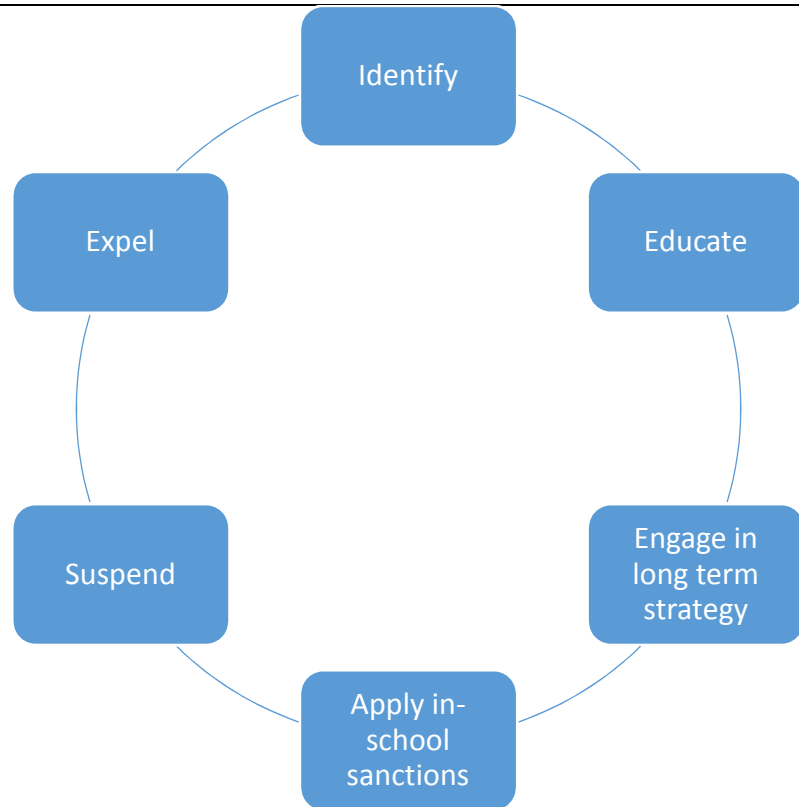 Identify
Educate
Engage in
long term
strategy
Apply in-
school
sanctions
Suspend
Expel